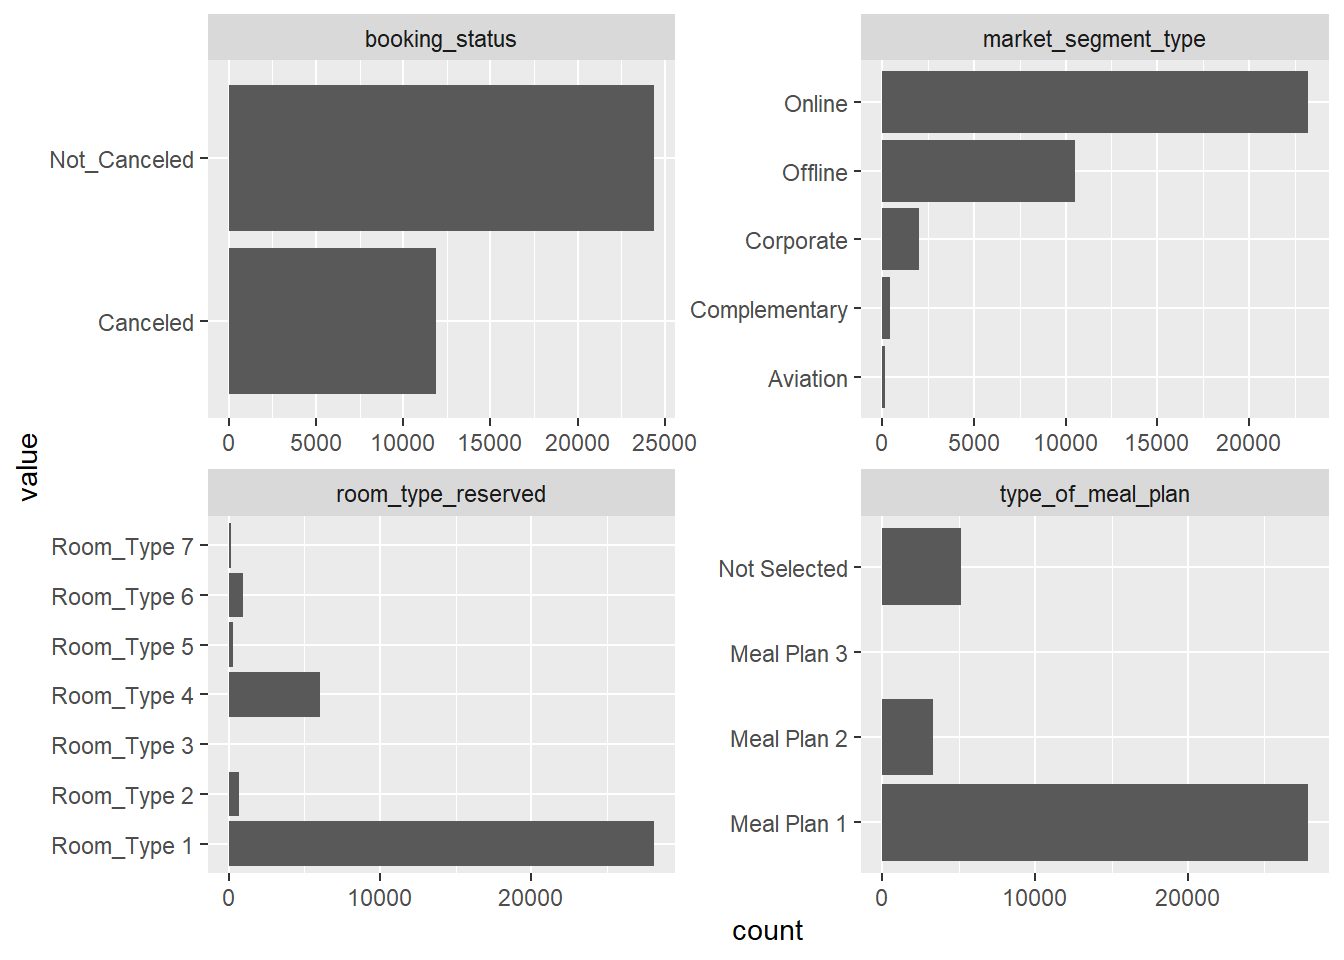 booking_status
Not_Canceled
Canceled
0 5000 10000 15000 20000 25000
market_segment_type
Online
Offline
Corporate
Complementary
Aviation
0 5000 10000 15000 20000
value
room_type_reserved
Room_Type 7
Room_Type 6
Room_Type 5
Room_Type 4
Room_Type 3
Room_Type 2
Room_Type 1
0 10000 20000
type_of_meal_plan
Not Selected
Meal Plan 3
Meal Plan 2
Meal Plan 1
0 10000 20000
count